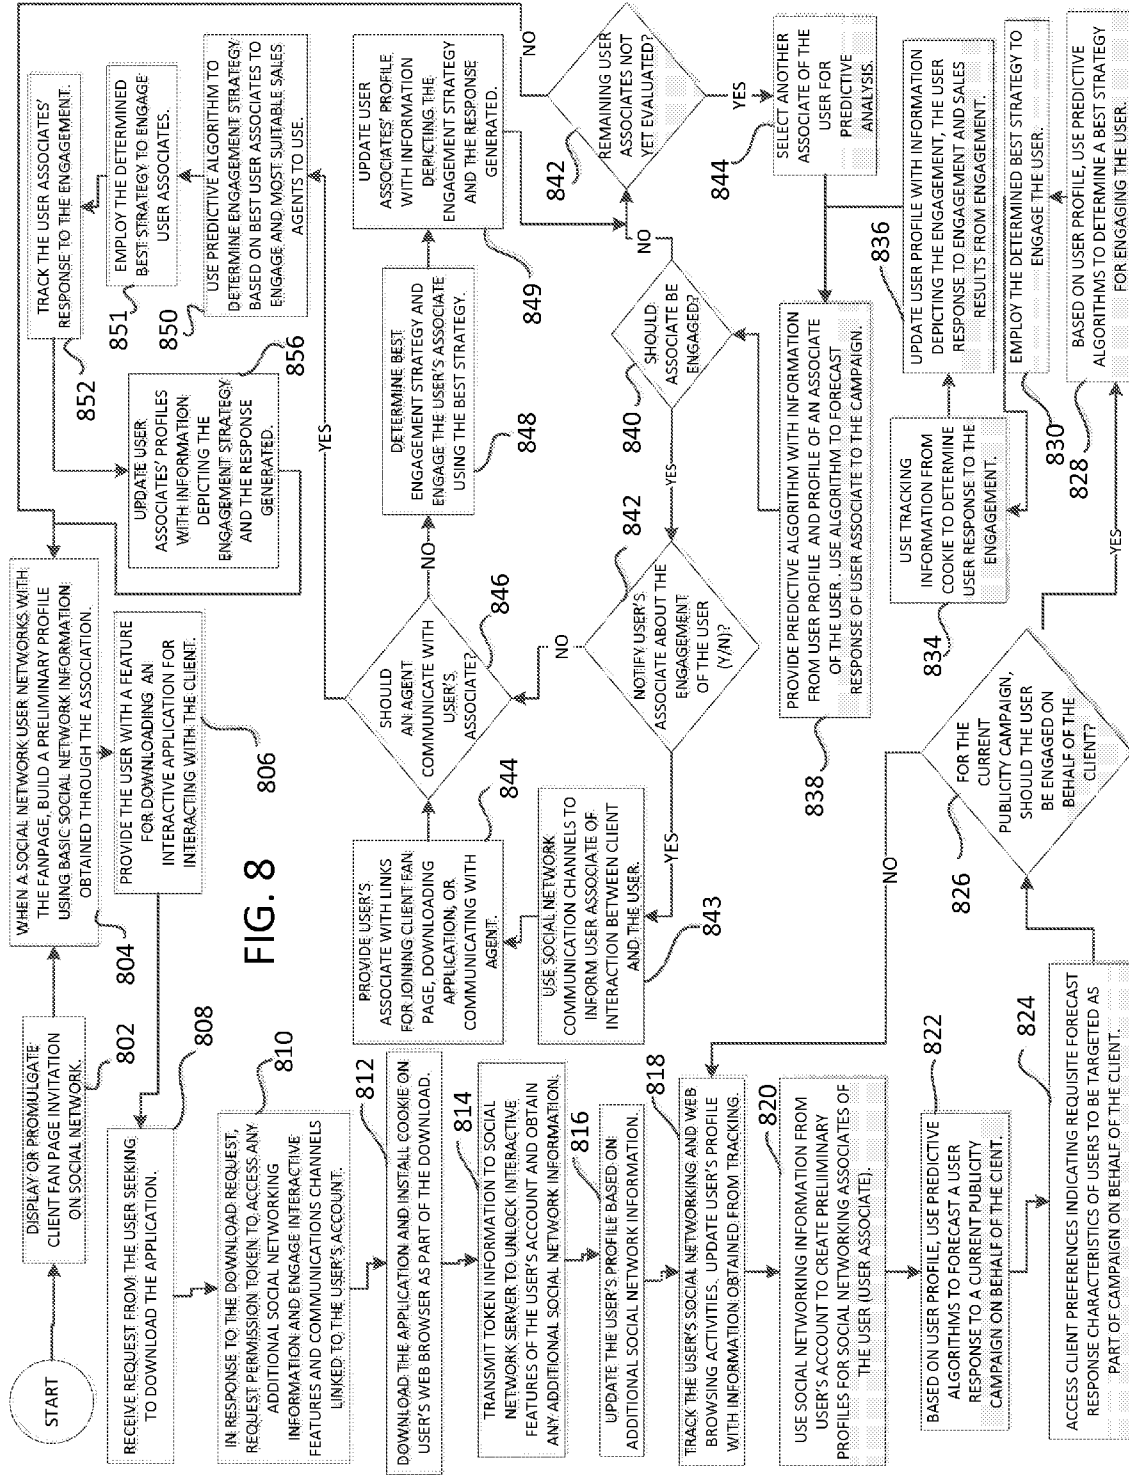 START
DISPLAY OR PROMULGATE
CLIENT FAN PAGE INVITATION
ON SOCIAL NETWORK.
802
WHEN A SOCIAL NETWORK USER NETWORKS WITH
THE FANPAGE, BUILD A PRELIMINARY PROFILE
USING BASIC SOCIAL NETWORK INFORMATION
OBTAINED THROUGH THE ASSOCIATION.
804
PROVIDE THE USER WITH A FEATURE
FOR DOWNLOADING AN
INTERACTIVE APPLICATION FOR
INTERACTING WITH THE CLIENT.
806
RECEIVE REQUEST FROM THE USER SEEKING
TO DOWNLOAD THE APPLICATION.
808
IN RESPONSE TO THE DOWNLOAD REQUEST,
REQUEST PERMISSION TOKEN TO ACCESS ANY
ADDITIONAL SOCIAL NETWORKING
INFORMATION AND ENGAGE INTERACTIVE
FEATURES AND COMMUNICATIONS CHANNELS
LINKED TO THE USER'S ACCOUNT.
810
DOWNLOAD THE APPLICATION AND INSTALL COOKIE ON
USER'S WEB BROWSER AS PART OF THE DOWNLOAD.
812
TRANSMIT TOKEN INFORMATION TO SOCIAL
NETWORK SERVER TO UNLOCK INTERACTIVE
FEATURES OF THE USER'S ACCOUNT AND OBTAIN
ANY ADDITIONAL SOCIAL NETWORK INFORMATION.
814
UPDATE THE USER'S PROFILE BASED ON
ADDITIONAL SOCIAL NETWORK INFORMATION.
816
TRACK THE USER'S SOCIAL NETWORKING AND WEB
BROWSING ACTIVITIES. UPDATE USER'S PROFILE
WITH INFORMATION OBTAINED FROM TRACKING.
818
USE SOCIAL NETWORKING INFORMATION FROM
USER'S ACCOUNT TO CREATE PRELIMINARY
PROFILES FOR SOCIAL NETWORKING ASSOCIATES OF
THE USER (USER ASSOCIATE).
820
BASED ON USER PROFILE, USE PREDICTIVE
ALGORITHMS TO FORECAST A USER
RESPONSE TO A CURRENT PUBLICITY
CAMPAIGN ON BEHALF OF THE CLIENT.
822
ACCESS CLIENT PREFERENCES INDICATING REQUISITE FORECAST
RESPONSE CHARACTERISTICS OF USERS TO BE TARGETED AS
PART OF CAMPAIGN ON BEHALF OF THE CLIENT.
824
FOR THE
CURRENT
PUBLICITY CAMPAIGN,
SHOULD THE USER
BE ENGAGED ON
BEHALF OF THE
CLIENT?
826
NO
YES
BASED ON USER PROFILE, USE PREDICTIVE
ALGORITHMS TO DETERMINE A BEST STRATEGY
FOR ENGAGING THE USER.
828
EMPLOY THE DETERMINED BEST STRATEGY TO
ENGAGE THE USER.
830
USE TRACKING
INFORMATION FROM
COOKIE TO DETERMINE
USER RESPONSE TO THE
ENGAGEMENT.
834
UPDATE USER PROFILE WITH INFORMATION
DEPICTING THE ENGAGEMENT, THE USER
RESPONSE TO ENGAGEMENT AND SALES
RESULTS FROM ENGAGEMENT.
836
PROVIDE PREDICTIVE ALGORITHM WITH INFORMATION
FROM USER PROFILE AND PROFILE OF AN ASSOCIATE
OF THE USER. USE ALGORITHM TO FORECAST
RESPONSE OF USER ASSOCIATE TO THE CAMPAIGN.
838
SHOULD
ASSOCIATE BE
ENGAGED?
840
NO
YES
NOTIFY USER'S
ASSOCIATE ABOUT THE
ENGAGEMENT
OF THE USER
(Y/N)?
842
NO
YES
USE SOCIAL NETWORK
COMMUNICATION CHANNELS TO
INFORM USER ASSOCIATE OF
INTERACTION BETWEEN CLIENT
AND THE USER.
843
PROVIDE USER'S
ASSOCIATE WITH LINKS
FOR JOINING CLIENT FAN
PAGE, DOWNLOADING
APPLICATION, OR
COMMUNICATING WITH
AGENT.
844
SHOULD
AN AGENT
COMMUNICATE WITH
USER'S
ASSOCIATE?
846
NO
YES
DETERMINE BEST
ENGAGEMENT STRATEGY AND
ENGAGE THE USER'S ASSOCIATE
USING THE BEST STRATEGY.
848
UPDATE USER
ASSOCIATES' PROFILE
WITH INFORMATION
DEPICTING THE
ENGAGEMENT STRATEGY
AND THE RESPONSE
GENERATED.
849
REMAINING USER
ASSOCIATES NOT
YET EVALUATED?
842
NO
YES
SELECT ANOTHER
ASSOCIATE OF THE
USER FOR
PREDICTIVE
ANALYSIS.
844
USE PREDICTIVE ALGORITHM TO
DETERMINE ENGAGEMENT STRATEGY
BASED ON BEST USER ASSOCIATES TO
ENGAGE AND MOST SUITABLE SALES
AGENTS TO USE.
850
EMPLOY THE DETERMINED
BEST STRATEGY TO ENGAGE
USER ASSOCIATES.
851
TRACK THE USER ASSOCIATES'
RESPONSE TO THE ENGAGEMENT.
852
UPDATE USER
ASSOCIATES' PROFILES
WITH INFORMATION
DEPICTING THE
ENGAGEMENT STRATEGY
AND THE RESPONSE
GENERATED.
856
FIG. 8